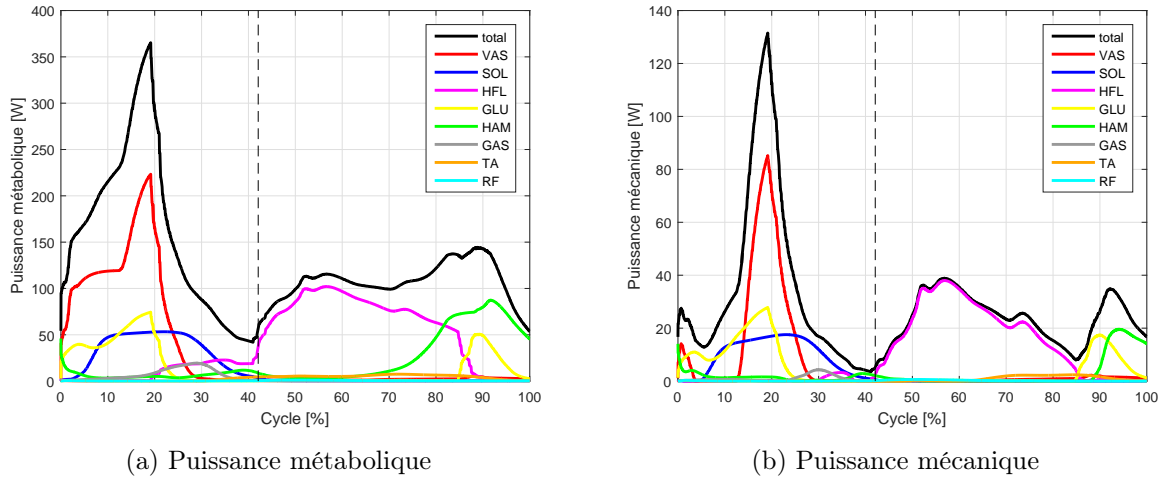 400
350
300
250
200
150
100
50
0
Puissance métabolique [W]
total
VAS
SOL
HFL
GLU
HAM
GAS
TA
RF
0 10 20 30 40 50 60 70 80 90 100
Cycle [%]
(a) Puissance métabolique
140
120
100
80
60
40
20
0
Puissance mécanique [W]
total
VAS
SOL
HFL
GLU
HAM
GAS
TA
RF
0 10 20 30 40 50 60 70 80 90 100
Cycle [%]
(b) Puissance mécanique